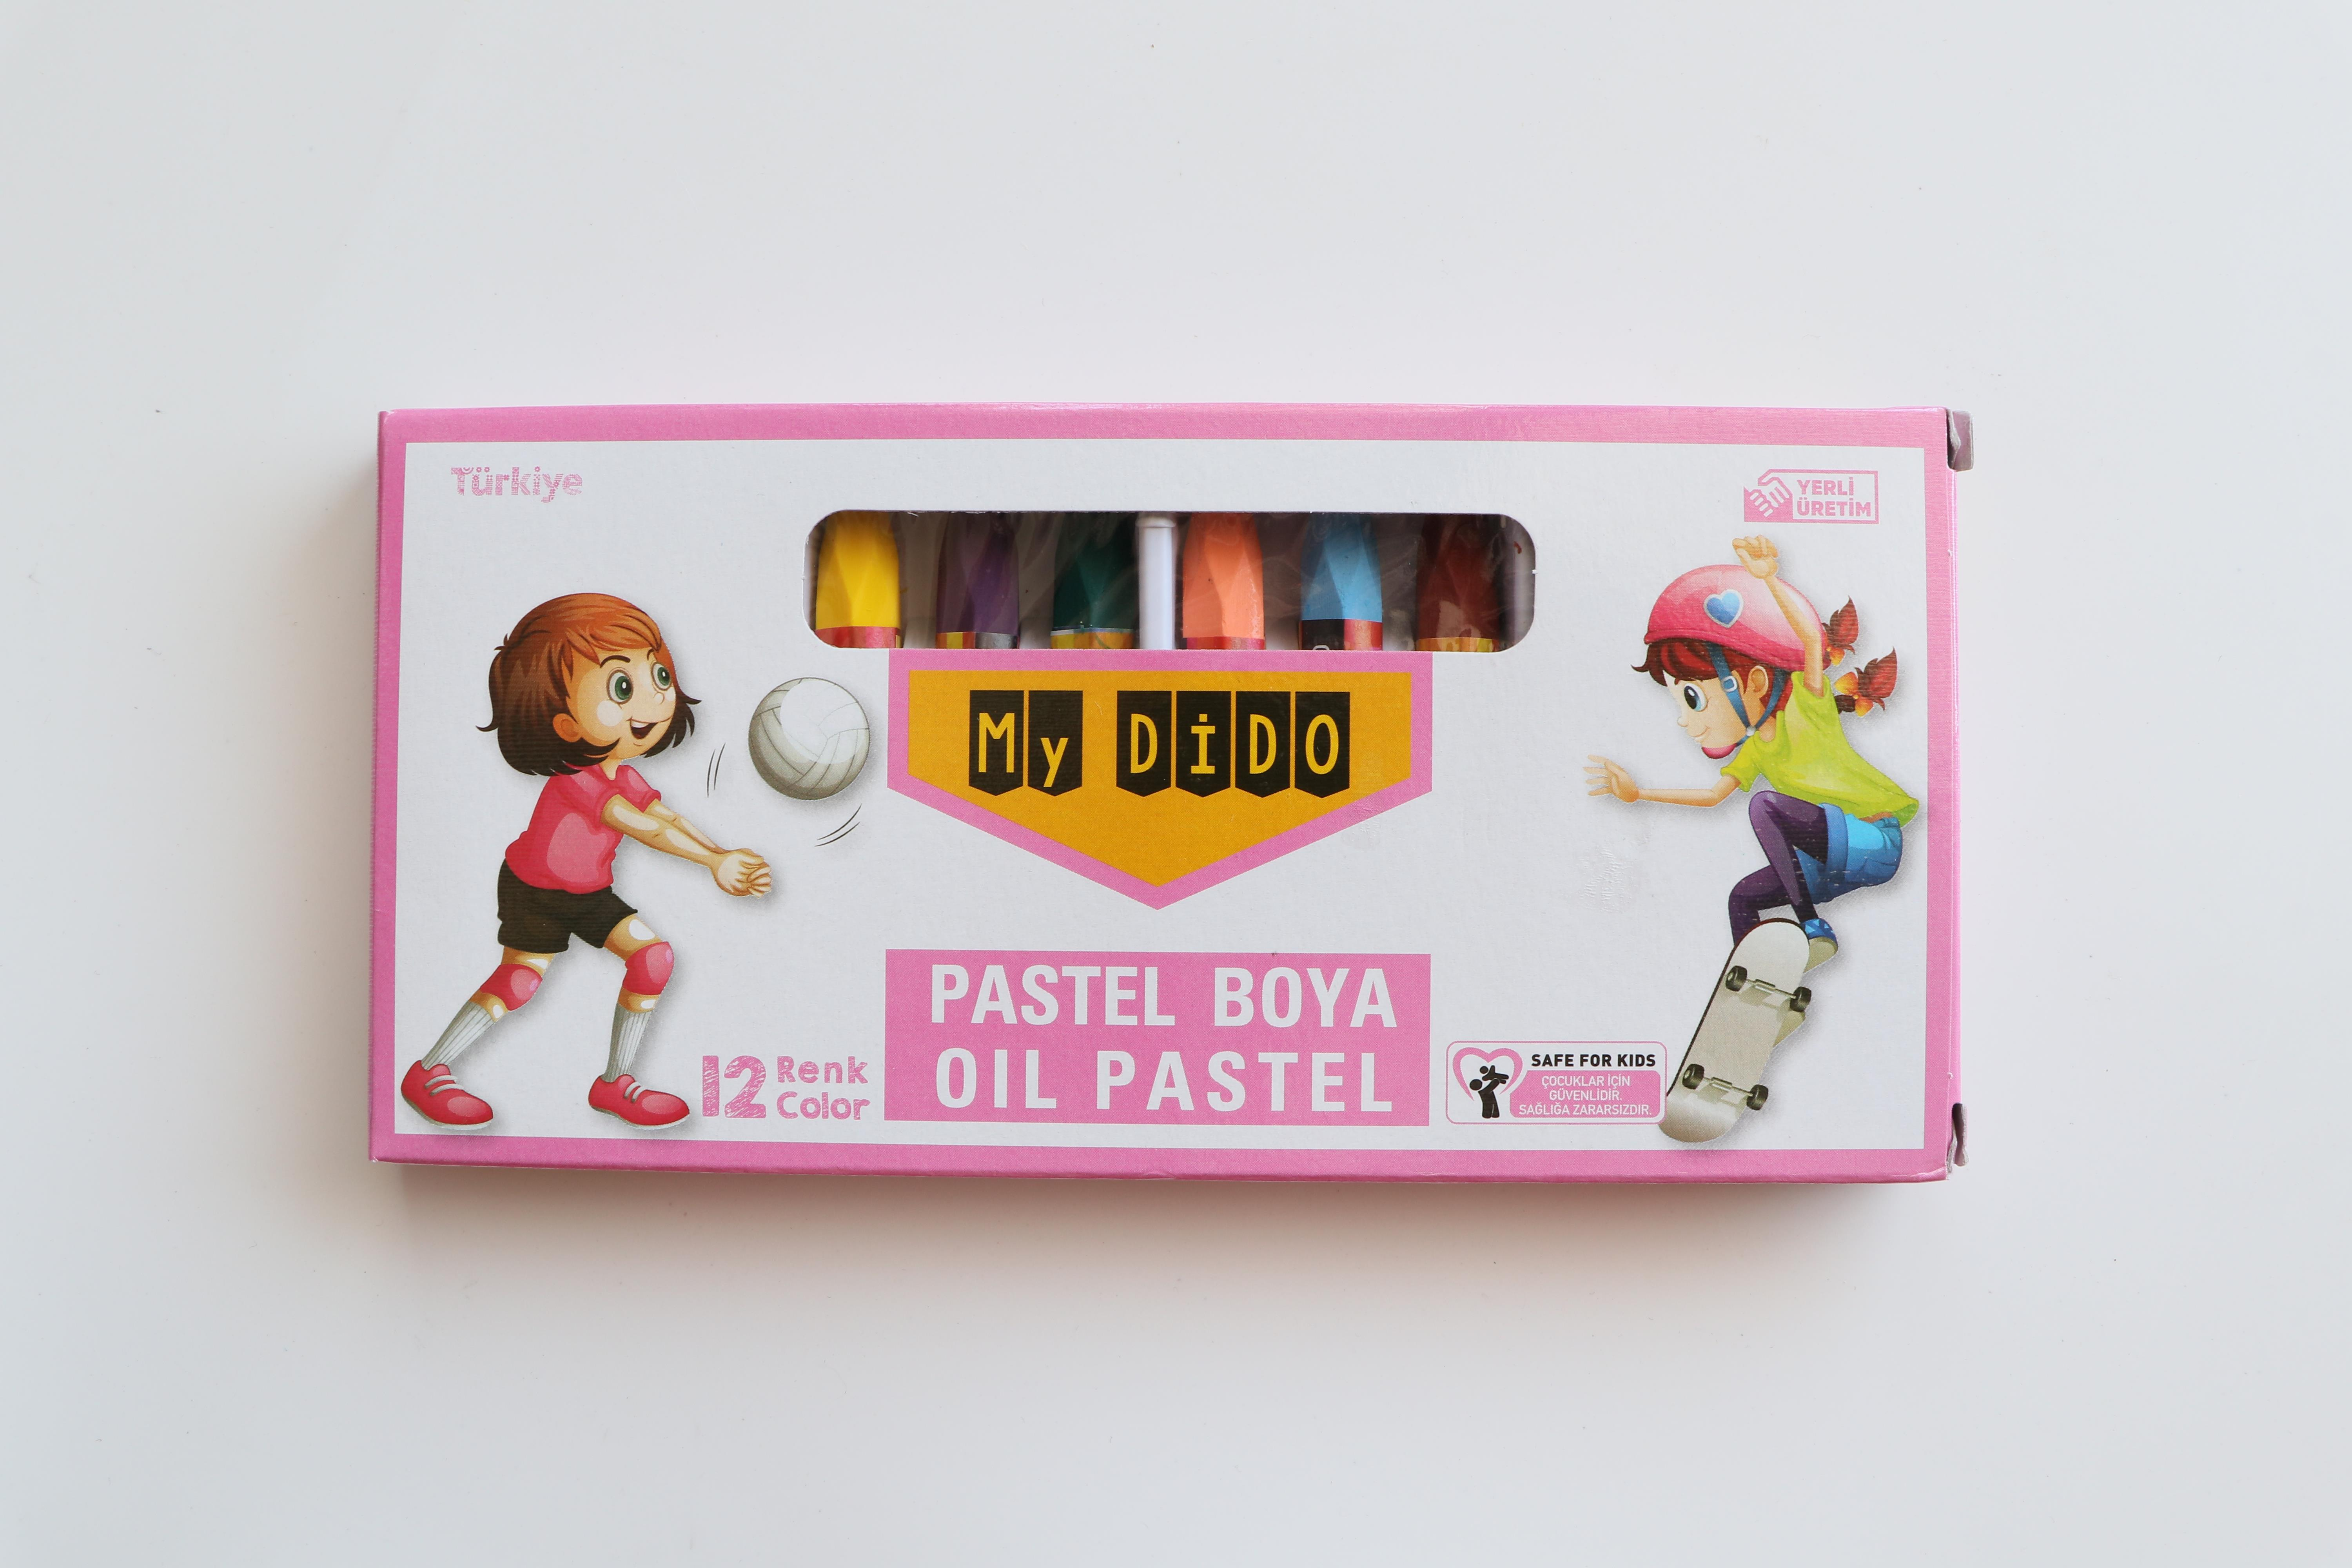 Türkiye
YERLİ
ÜRETİM
My DİDO
PASTEL BOYA
OIL PASTEL
12 Renk
Color
SAFE FOR KIDS
ÇOCUKLAR İÇİN
GÜVENLİDİR.
SAĞLIĞA ZARARSIZDIR.